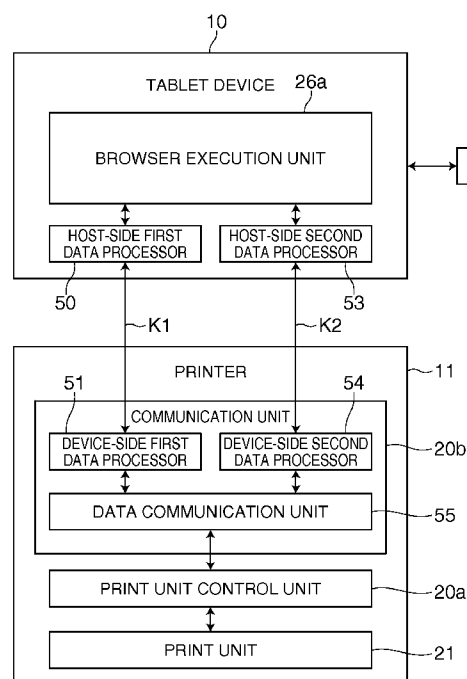 10
TABLET DEVICE
26a
BROWSER EXECUTION UNIT
HOST-SIDE FIRST
DATA PROCESSOR
HOST-SIDE SECOND
DATA PROCESSOR
50
53
K1
K2
PRINTER
11
51
54
COMMUNICATION UNIT
DEVICE-SIDE FIRST
DATA PROCESSOR
DEVICE-SIDE SECOND
DATA PROCESSOR
20b
DATA COMMUNICATION UNIT
55
PRINT UNIT CONTROL UNIT
20a
PRINT UNIT
21